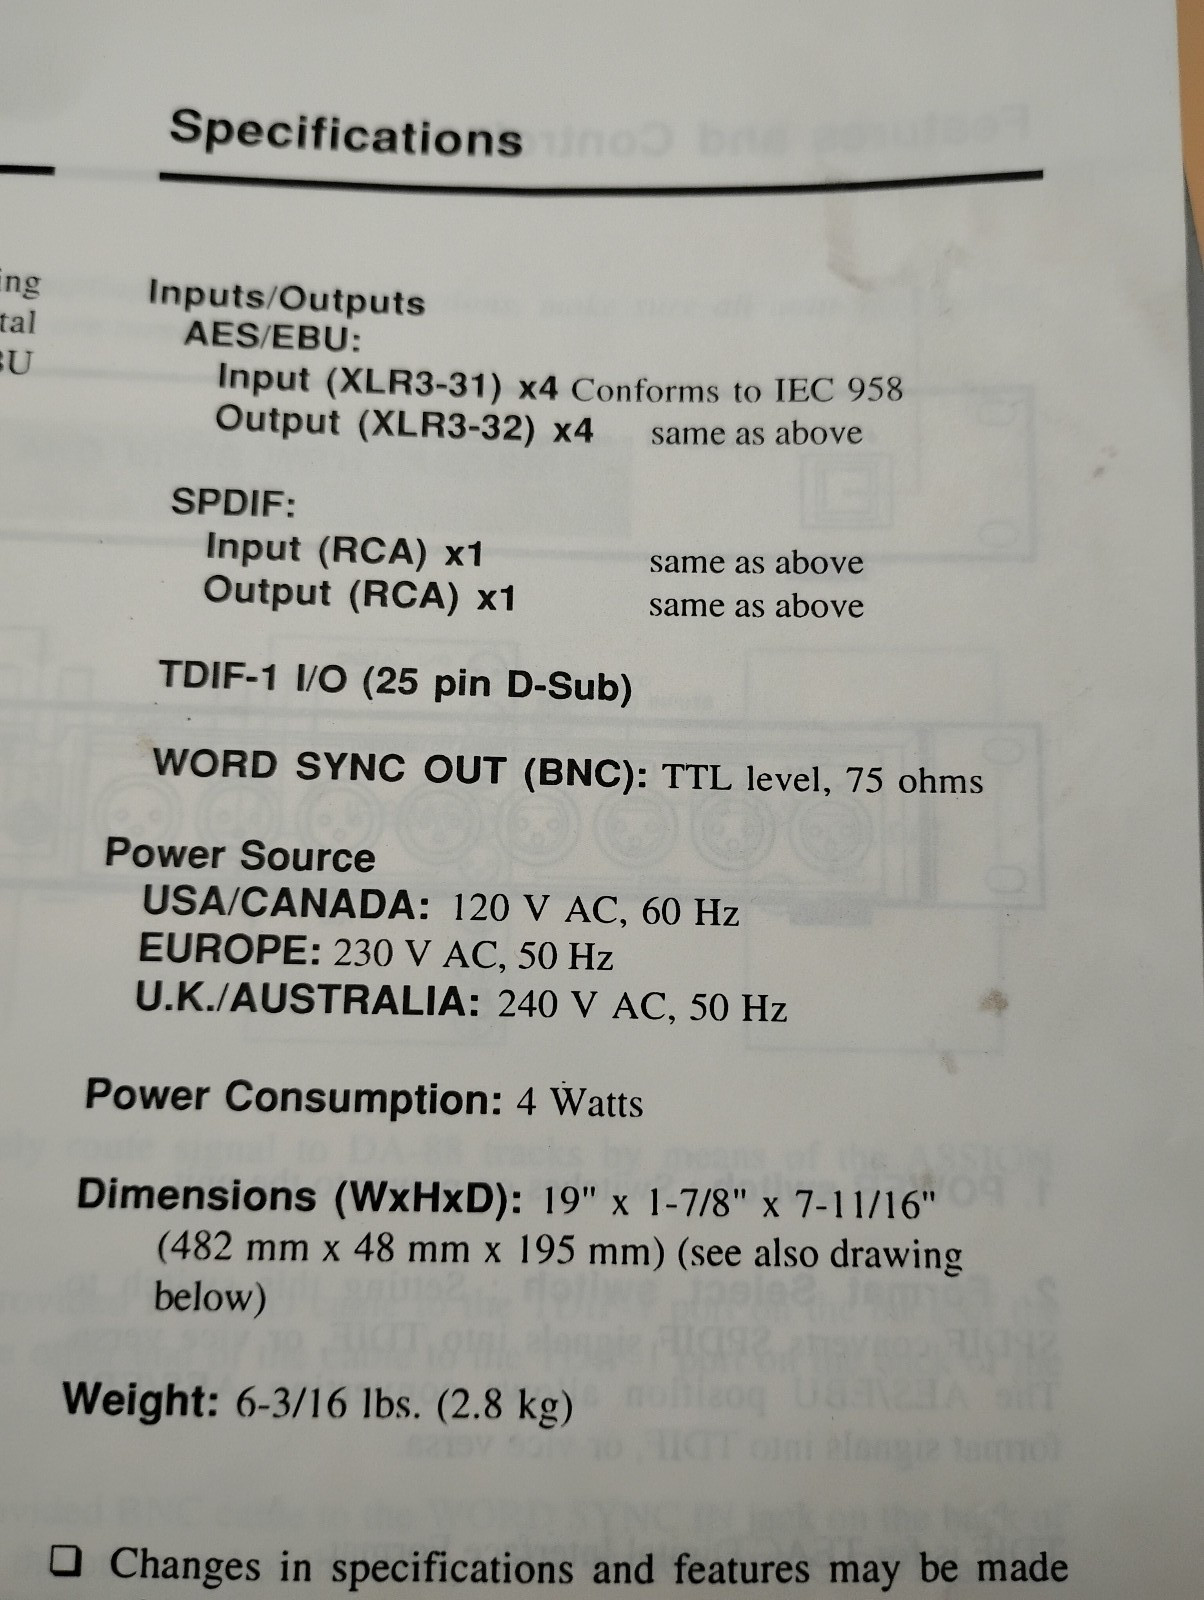 Specifications
ing
tal
BU
Inputs/Outputs
AES/EBU:
Input (XLR3-31) x4 Conforms to IEC 958
Output (XLR3-32) x4 same as above
SPDIF:
Input (RCA) x1 same as above
Output (RCA) x1 same as above
TDIF-1 I/O (25 pin D-Sub)
WORD SYNC OUT (BNC): TTL level, 75 ohms
Power Source
USA/CANADA: 120 V AC, 60 Hz
EUROPE: 230 V AC, 50 Hz
U.K./AUSTRALIA: 240 V AC, 50 Hz
Power Consumption: 4 Watts
Dimensions (WxHxD): 19" x 1-7/8" x 7-11/16"
(482 mm x 48 mm x 195 mm) (see also drawing
below)
Weight: 6-3/16 lbs. (2.8 kg)
❑ Changes in specifications and features may be made